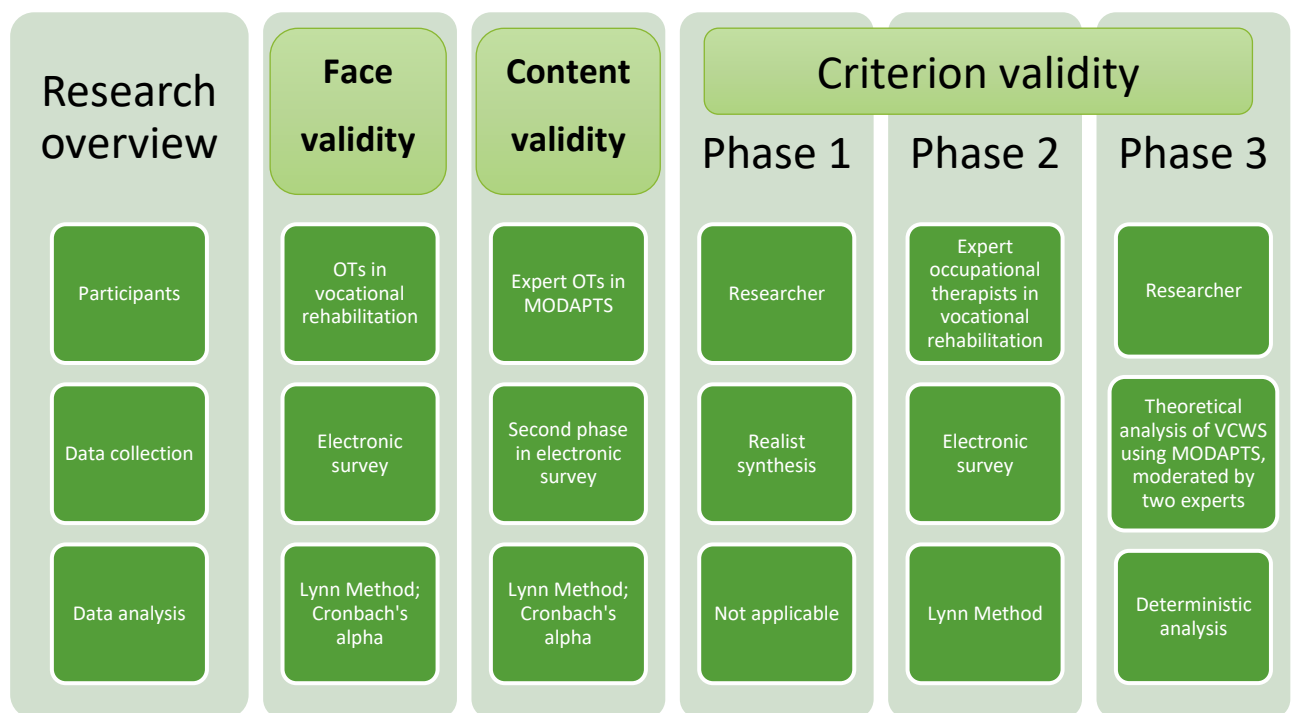 Research
overview
Face
validity
Content
validity
Criterion validity
Phase 1
Phase 2
Phase 3
Participants
OTs in
vocational
rehabilitation
Expert OTs in
MODAPTS
Researcher
Expert
occupational
therapists in
vocational
rehabilitation
Researcher
Data collection
Electronic
survey
Second phase
in electronic
survey
Realist
synthesis
Electronic
survey
Theoretical
analysis of VCWS
using MODAPTS,
moderated by
two experts
Data analysis
Lynn Method;
Cronbach's
alpha
Lynn Method;
Cronbach's
alpha
Not applicable
Lynn Method
Deterministic
analysis